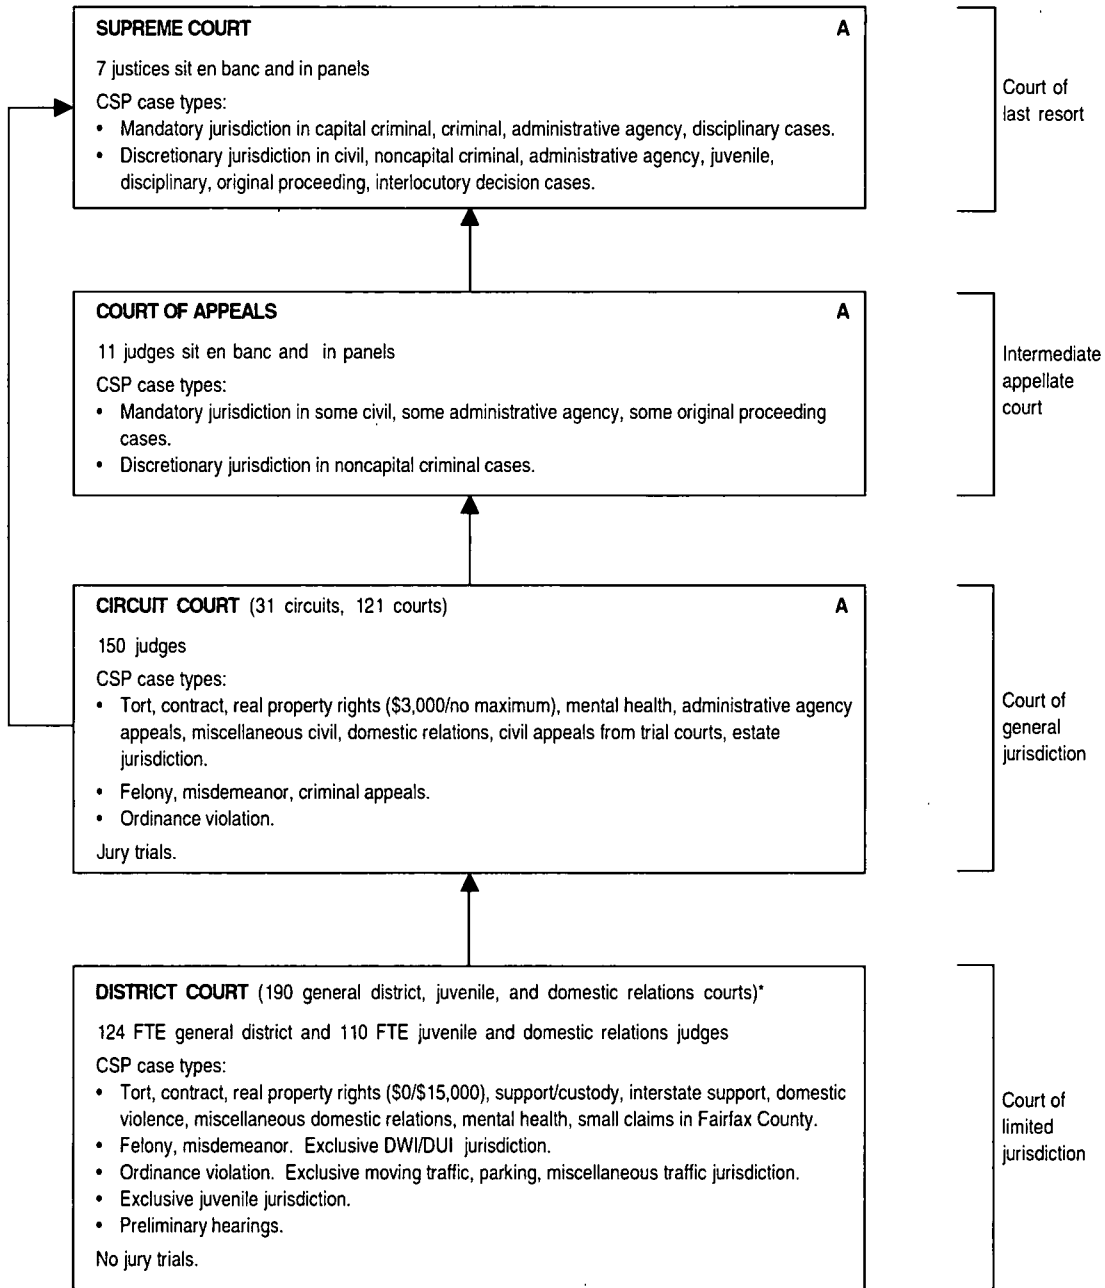 SUPREME COURT A
7 justices sit en banc and in panels
CSP case types:
• Mandatory jurisdiction in capital criminal, criminal, administrative agency, disciplinary cases.
• Discretionary jurisdiction in civil, noncapital criminal, administrative agency, juvenile,
disciplinary, original proceeding, interlocutory decision cases.
Court of
last resort
COURT OF APPEALS A
11 judges sit en banc and in panels
CSP case types:
• Mandatory jurisdiction in some civil, some administrative agency, some original proceeding
cases.
• Discretionary jurisdiction in noncapital criminal cases.
Intermediate
appellate
court
CIRCUIT COURT (31 circuits, 121 courts) A
150 judges
CSP case types:
• Tort, contract, real property rights ($3,000/no maximum), mental health, administrative agency
appeals, miscellaneous civil, domestic relations, civil appeals from trial courts, estate
jurisdiction.
• Felony, misdemeanor, criminal appeals.
• Ordinance violation.
Jury trials.
Court of
general
jurisdiction
DISTRICT COURT (190 general district, juvenile, and domestic relations courts)*
124 FTE general district and 110 FTE juvenile and domestic relations judges
CSP case types:
• Tort, contract, real property rights ($0/$15,000), support/custody, interstate support, domestic
violence, miscellaneous domestic relations, mental health, small claims in Fairfax County.
• Felony, misdemeanor. Exclusive DWI/DUI jurisdiction.
• Ordinance violation. Exclusive moving traffic, parking, miscellaneous traffic jurisdiction.
• Exclusive juvenile jurisdiction.
• Preliminary hearings.
No jury trials.
Court of
limited
jurisdiction